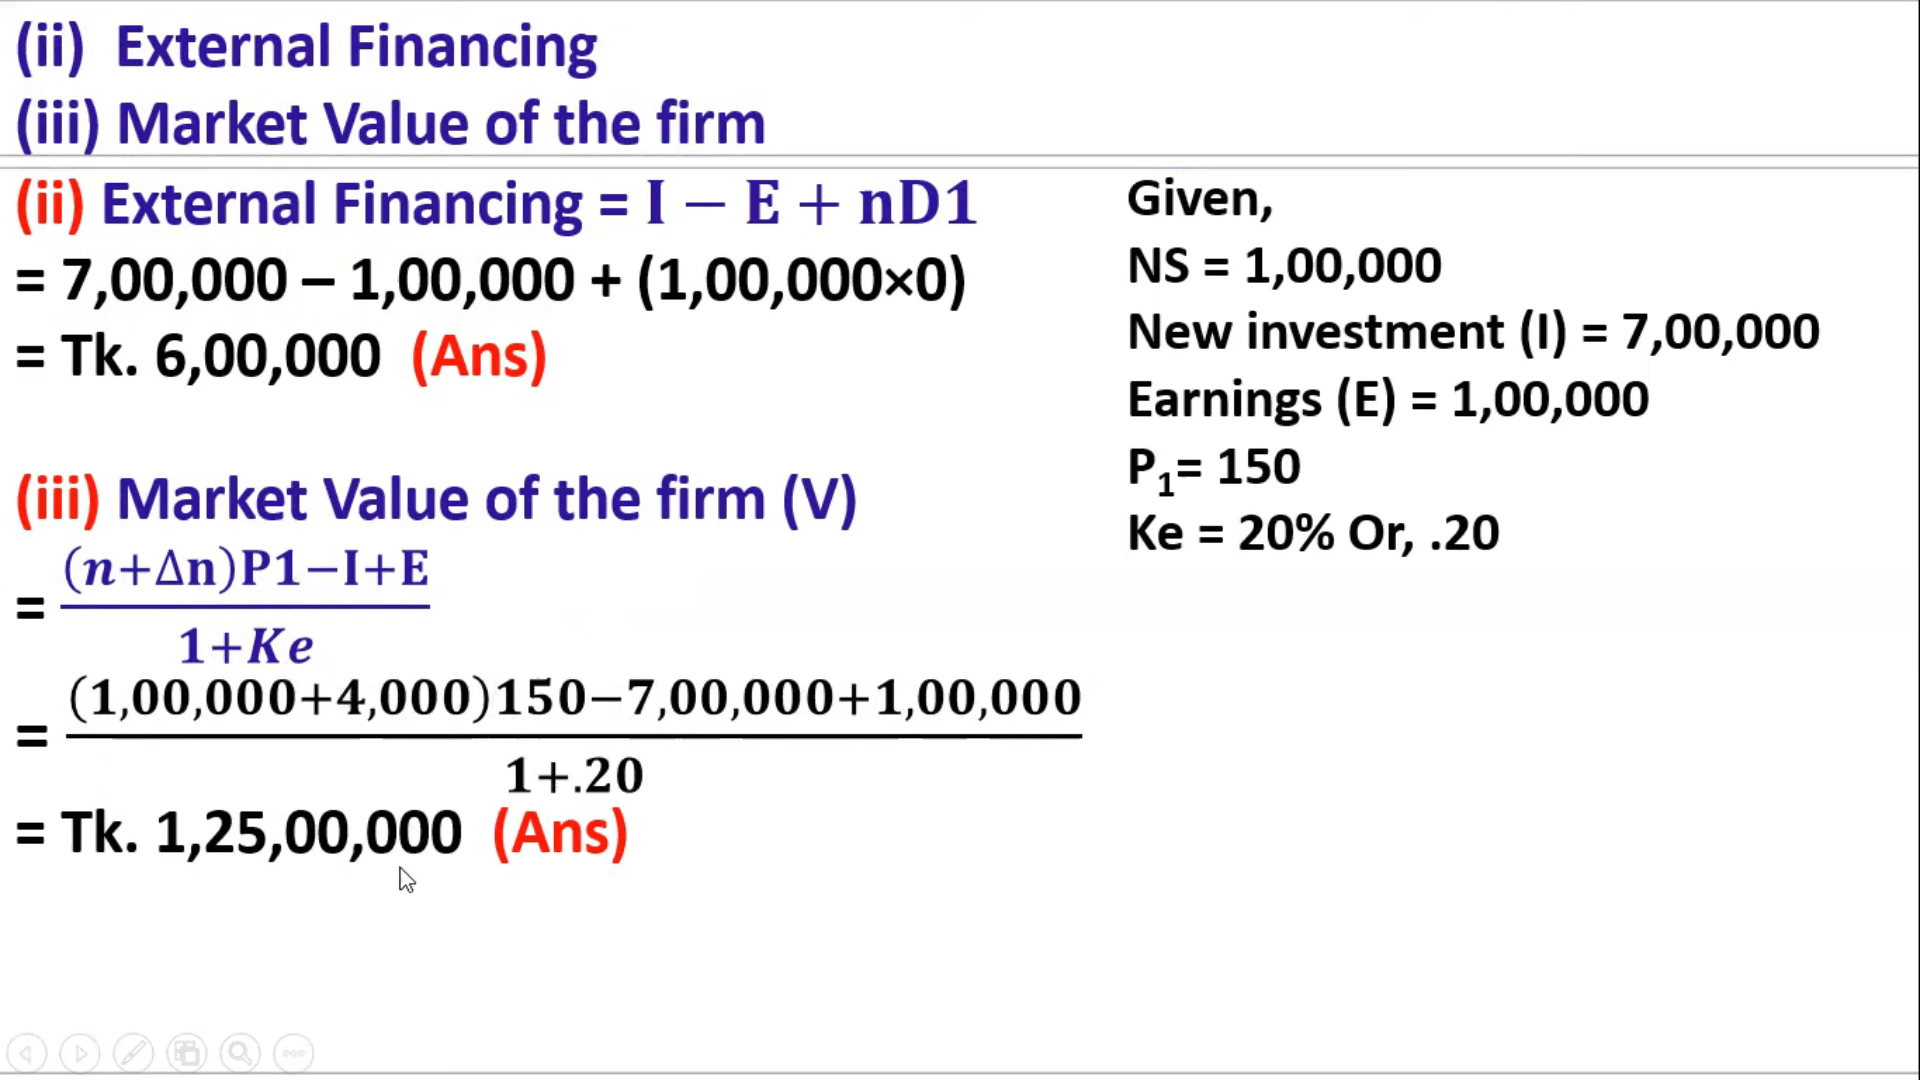 (ii) External Financing
(iii) Market Value of the firm
(ii) External Financing = I − E + nD1
= 7,00,000 – 1,00,000 + (1,00,000×0)
= Tk. 6,00,000 (Ans)
(iii) Market Value of the firm (V)
= (n+Δn)P1−I+E
1+Ke
= (1,00,000+4,000)150−7,00,000+1,00,000
1+.20
= Tk. 1,25,00,000 (Ans)
Given,
NS = 1,00,000
New investment (I) = 7,00,000
Earnings (E) = 1,00,000
P₁= 150
Ke = 20% Or, .20